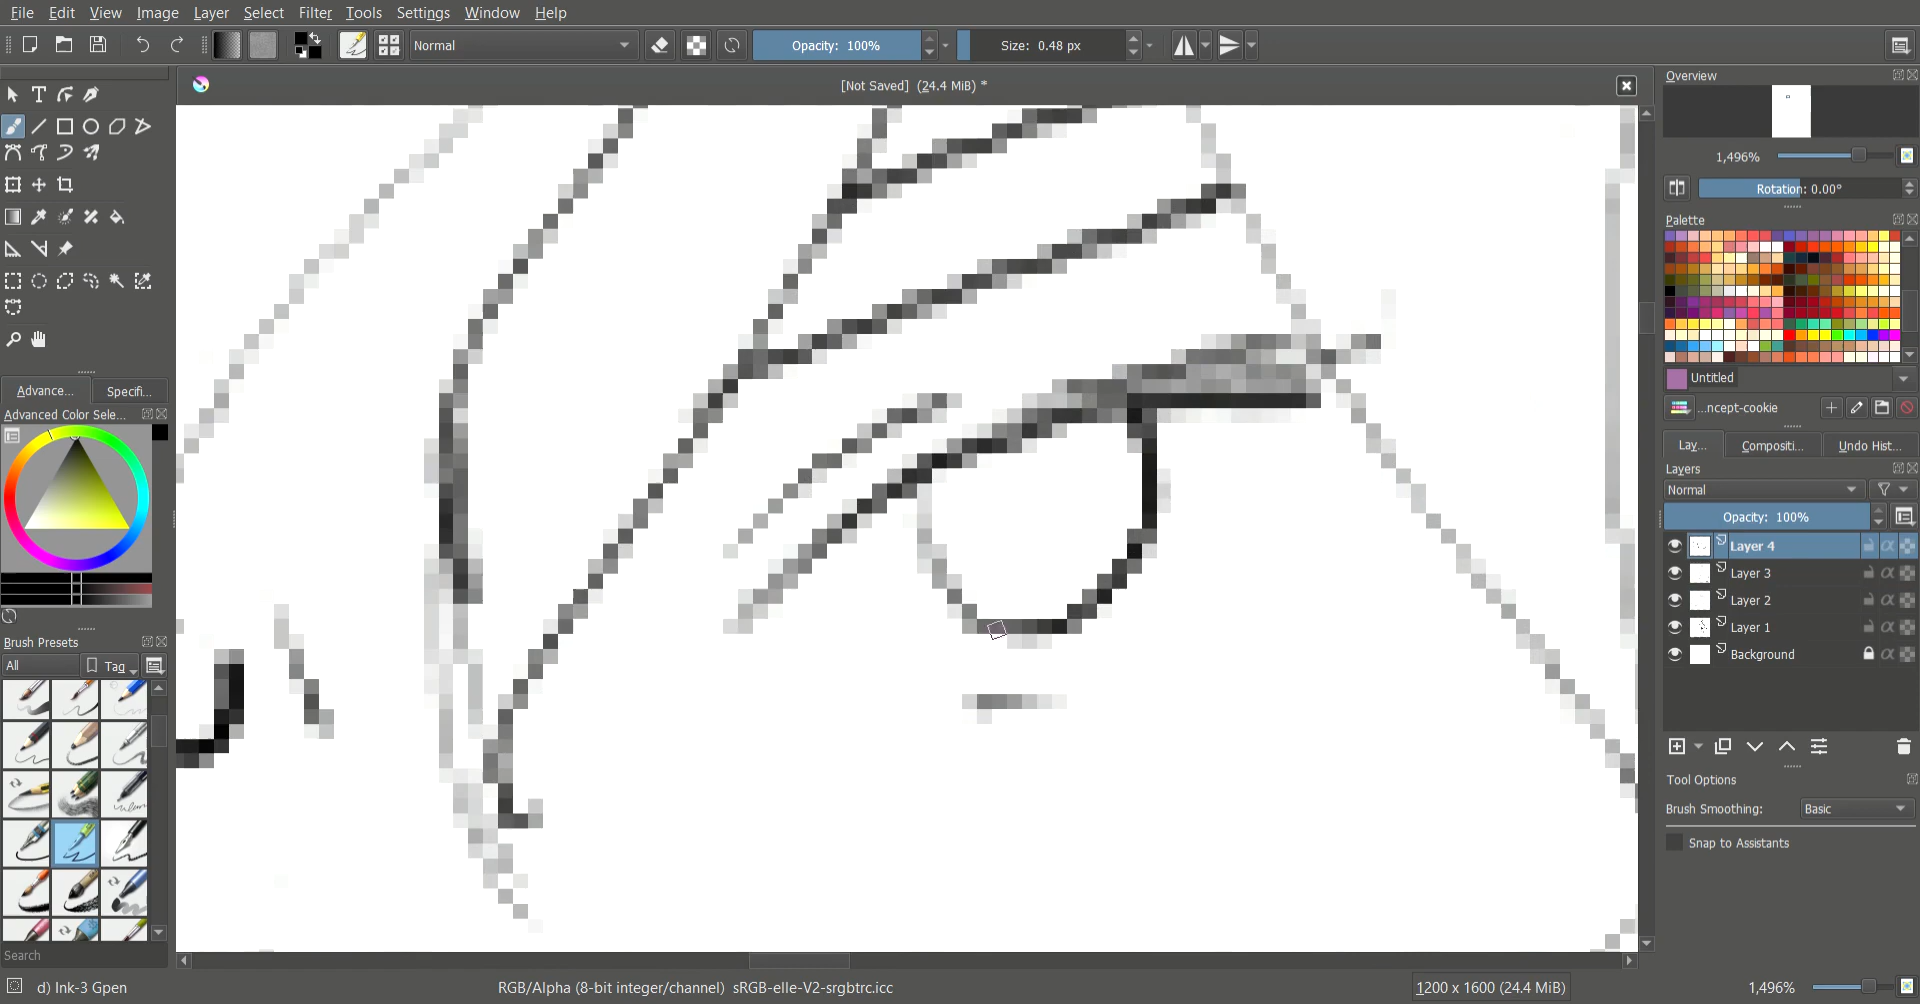 File Edit View Image Layer Select Filter Tools Settings Window Help
Normal Opacity: 100% Size: 0.48 px
[Not Saved] (24.4 MiB) *
Overview
1,496%
Rotation: 0.00°
Palette
Untitled
...ncept-cookie
Lay... Compositi... Undo Hist...
Layers
Normal
Opacity: 100%
Layer 4
Layer 3
Layer 2
Layer 1
Background
Tool Options
Brush Smoothing: Basic
Snap to Assistants
Advance... Specifi...
Advanced Color Sele...
Brush Presets
All Tag
Search
d) Ink-3 Gpen RGB/Alpha (8-bit integer/channel) sRGB-elle-V2-srgbtrc.icc 1200 x 1600 (24.4 MiB) 1,496%